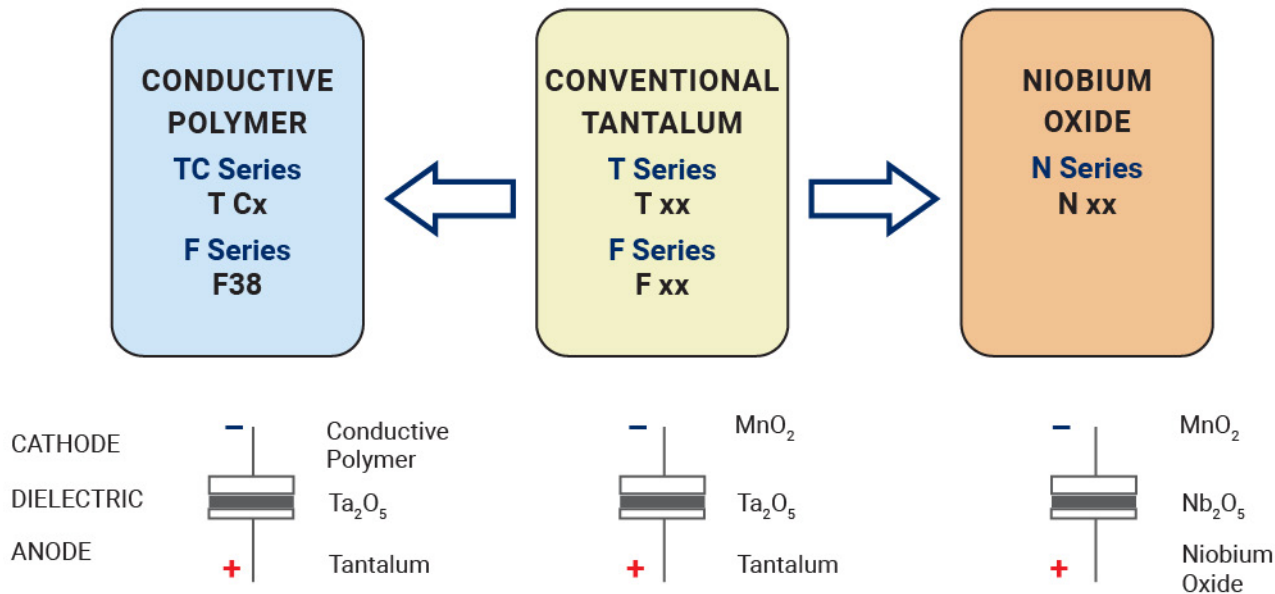 CONDUCTIVE
POLYMER
TC Series
T Cx
F Series
F38
CONVENTIONAL
TANTALUM
T Series
T xx
F Series
F xx
NIOBIUM
OXIDE
N Series
N xx
CATHODE
DIELECTRIC
ANODE
−
Conductive
Polymer
Ta₂O₅
+
Tantalum
−
MnO₂
Ta₂O₅
+
Tantalum
−
MnO₂
Nb₂O₅
+
Niobium
Oxide